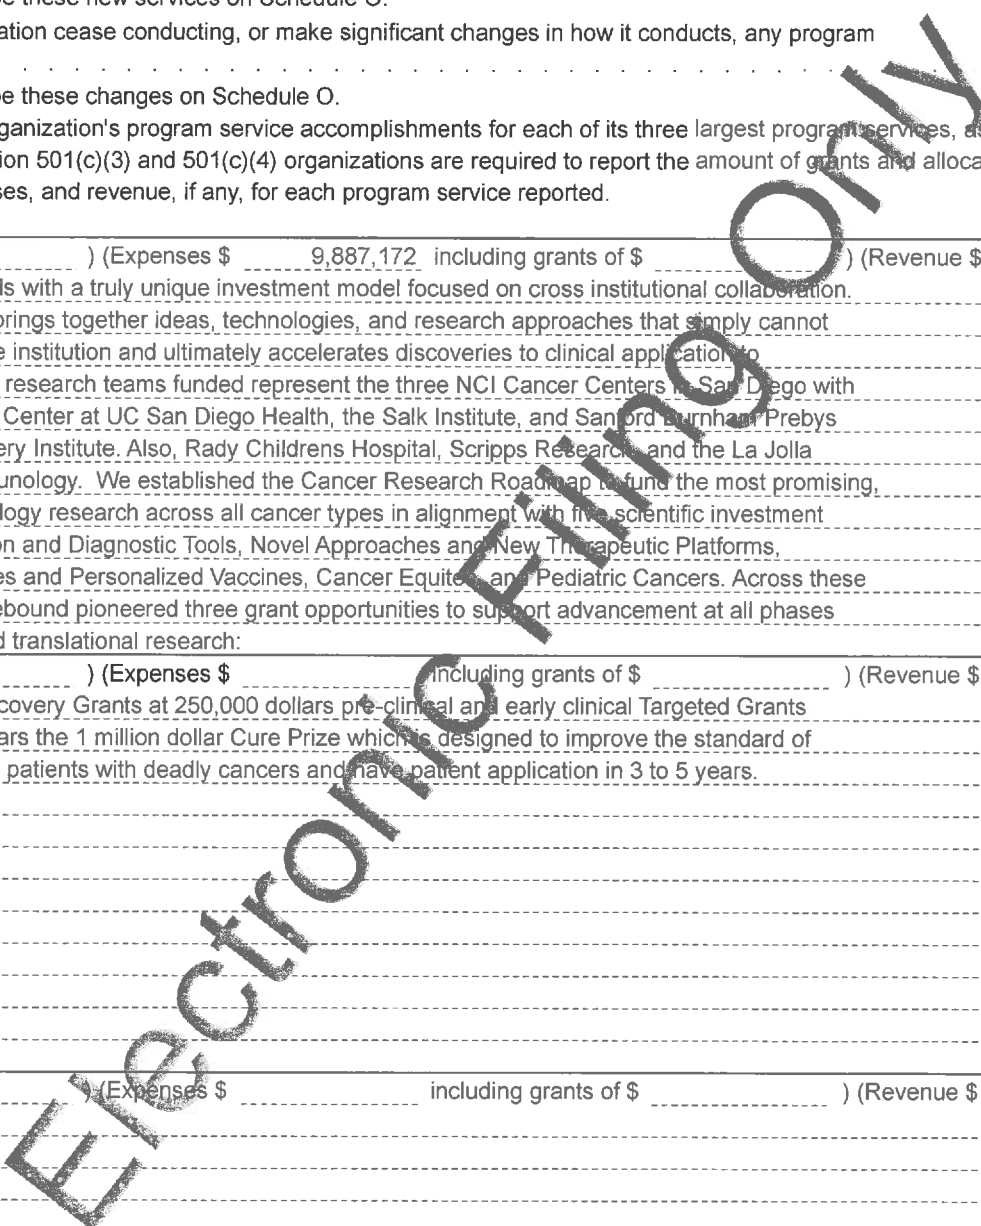 be these new services on Schedule O.
ation cease conducting, or make significant changes in how it conducts, any program
. . . . . . . . . . . . . . . . . . . . . . . . . . . . . . . . . . . .
be these changes on Schedule O.
ganization's program service accomplishments for each of its three largest program services, as
ion 501(c)(3) and 501(c)(4) organizations are required to report the amount of grants and alloca
ses, and revenue, if any, for each program service reported.
) (Expenses $ 9,887,172 including grants of $ ) (Revenue $
ls with a truly unique investment model focused on cross institutional collaboration.
brings together ideas, technologies, and research approaches that simply cannot
e institution and ultimately accelerates discoveries to clinical application to
research teams funded represent the three NCI Cancer Centers in San Diego with
Center at UC San Diego Health, the Salk Institute, and Sanford Burnham Prebys
ery Institute. Also, Rady Childrens Hospital, Scripps Research, and the La Jolla
unology. We established the Cancer Research Roadmap to fund the most promising,
logy research across all cancer types in alignment with five scientific investment
on and Diagnostic Tools, Novel Approaches and New Therapeutic Platforms,
es and Personalized Vaccines, Cancer Equites, and Pediatric Cancers. Across these
ebound pioneered three grant opportunities to support advancement at all phases
d translational research:
) (Expenses $ including grants of $ ) (Revenue $
covery Grants at 250,000 dollars pre-clinical and early clinical Targeted Grants
ars the 1 million dollar Cure Prize which is designed to improve the standard of
patients with deadly cancers and have patient application in 3 to 5 years.
) (Expenses $ including grants of $ ) (Revenue $
Electronic Filing Only